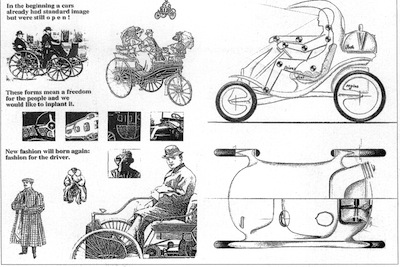 In the beginning a cars
already had standard image
but were still o p e n !
These forms mean a freedom
for the people and we
would like to inplant it.
New fashion will born again:
fashion for the driver.
engine